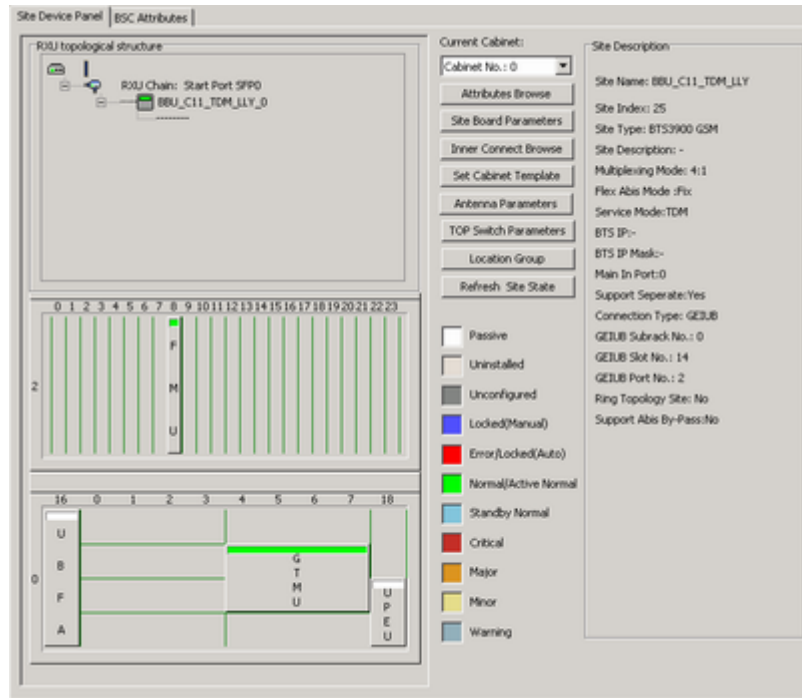 Site Device Panel
BSC Attributes
RXU topological structure
RXU Chain: Start Port SFP0
BBU_C11_TDM_LLY_0
0 1 2 3 4 5 6 7 8 9 10 11 12 13 14 15 16 17 18 19 20 21 22 23
2
F
M
U
16 0 1 2 3 4 5 6 7 18
0
U
B
F
A
G
T
M
U
U
P
E
U
Current Cabinet:
Cabinet No.: 0
Attributes Browse
Site Board Parameters
Inner Connect Browse
Set Cabinet Template
Antenna Parameters
TOP Switch Parameters
Location Group
Refresh Site State
Passive
Uninstalled
Unconfigured
Locked(Manual)
Error/Locked(Auto)
Normal/Active Normal
Standby Normal
Critical
Major
Minor
Warning
Site Description
Site Name: BBU_C11_TDM_LLY
Site Index: 25
Site Type: BTS3900 GSM
Site Description: -
Multiplexing Mode: 4:1
Flex Abis Mode :Fix
Service Mode:TDM
BTS IP:-
BTS IP Mask:-
Main In Port:0
Support Seperate:Yes
Connection Type: GEIUB
GEIUB Subrack No.: 0
GEIUB Slot No.: 14
GEIUB Port No.: 2
Ring Topology Site: No
Support Abis By-Pass:No